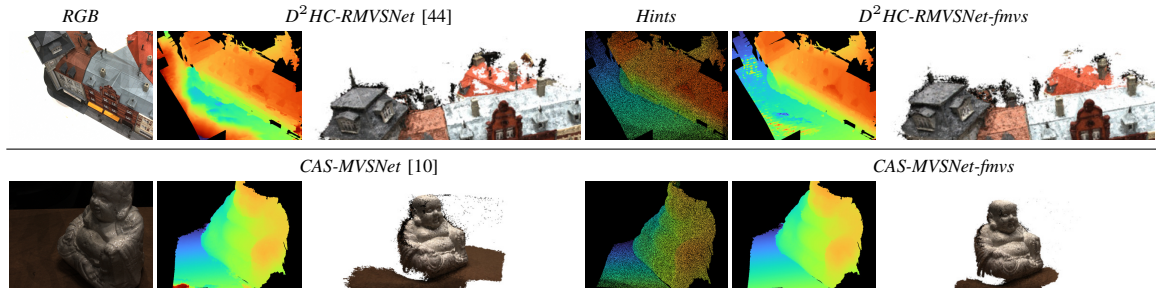 RGB D²HC-RMVSNet [44] Hints D²HC-RMVSNet-fmvs
CAS-MVSNet [10] CAS-MVSNet-fmvs